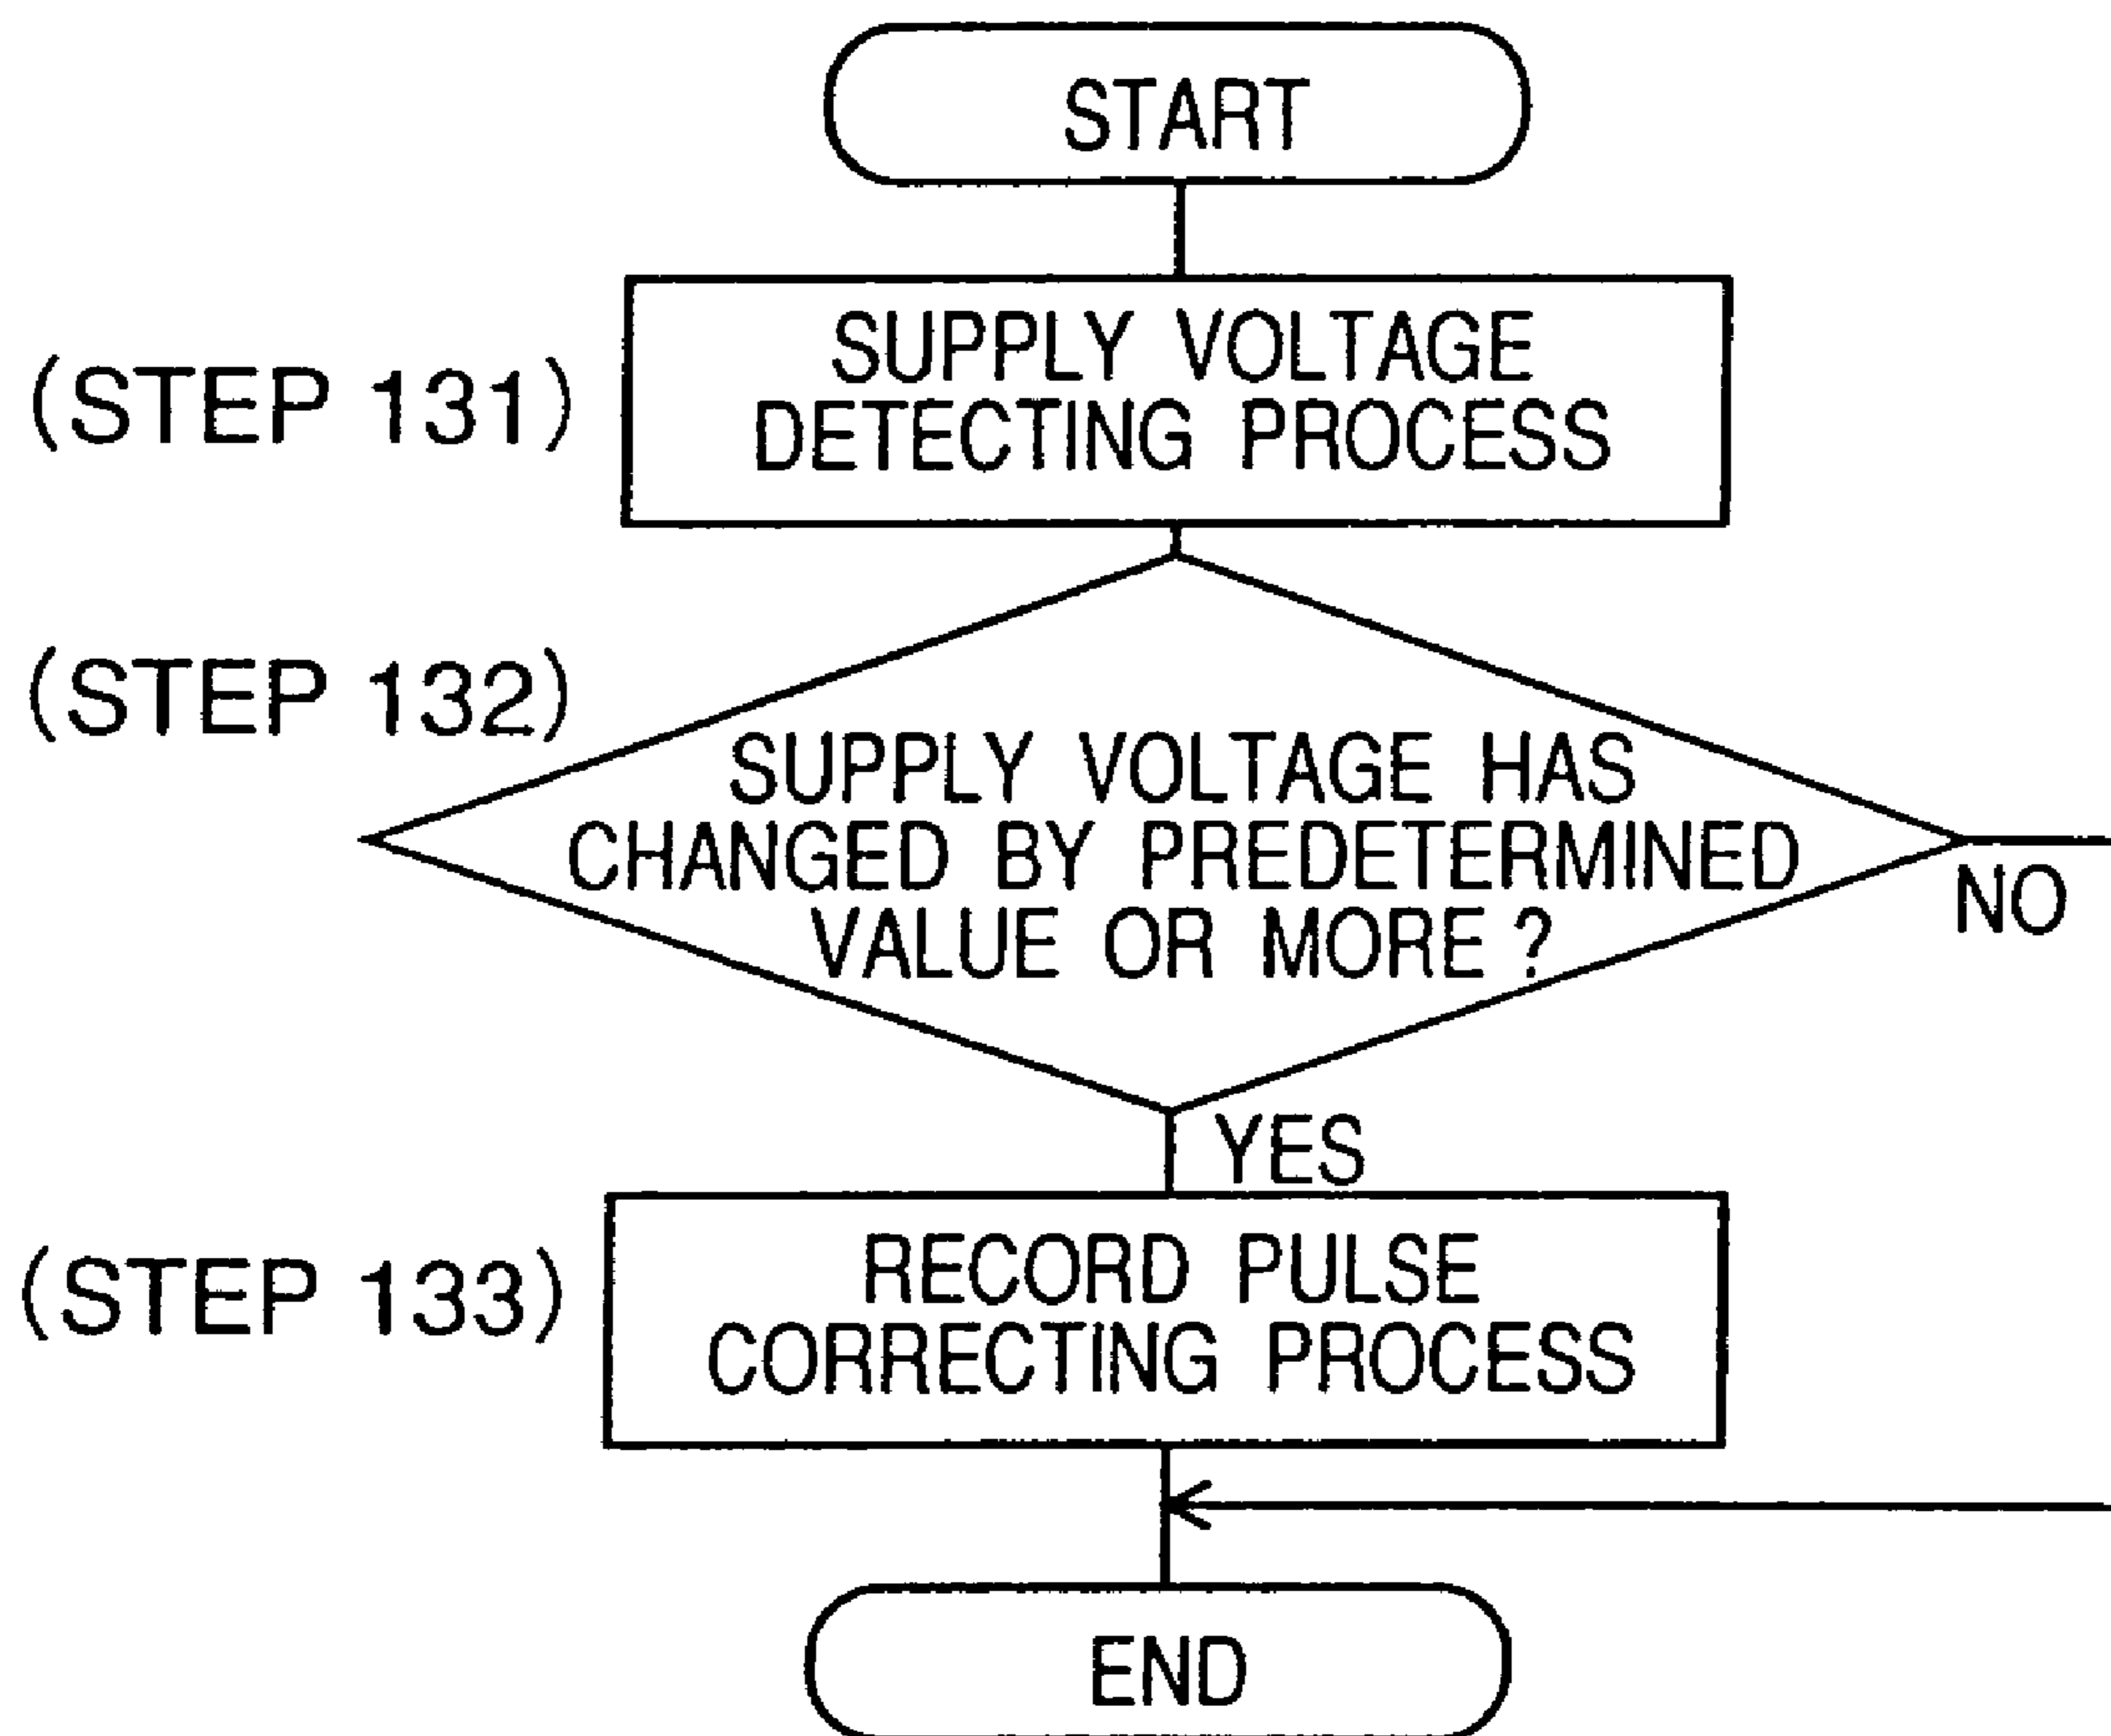 START
(STEP 131)
SUPPLY VOLTAGE
DETECTING PROCESS
(STEP 132)
SUPPLY VOLTAGE HAS
CHANGED BY PREDETERMINED
VALUE OR MORE ?
NO
YES
(STEP 133)
RECORD PULSE
CORRECTING PROCESS
END